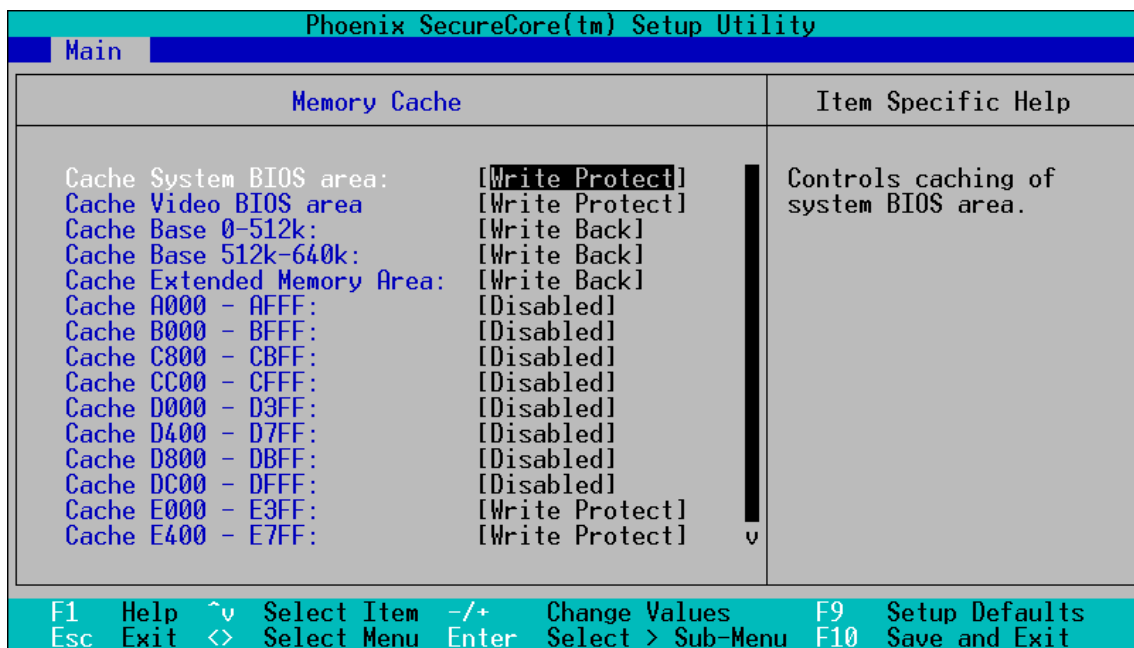 Phoenix SecureCore(tm) Setup Utility
Main
Memory Cache
Item Specific Help
Cache System BIOS area: [Write Protect]
Cache Video BIOS area [Write Protect]
Cache Base 0-512k: [Write Back]
Cache Base 512k-640k: [Write Back]
Cache Extended Memory Area: [Write Back]
Cache A000 - AFFF: [Disabled]
Cache B000 - BFFF: [Disabled]
Cache C800 - CBFF: [Disabled]
Cache CC00 - CFFF: [Disabled]
Cache D000 - D3FF: [Disabled]
Cache D400 - D7FF: [Disabled]
Cache D800 - DBFF: [Disabled]
Cache DC00 - DFFF: [Disabled]
Cache E000 - E3FF: [Write Protect]
Cache E400 - E7FF: [Write Protect] v
Controls caching of
system BIOS area.
F1 Help ^v Select Item -/+ Change Values F9 Setup Defaults
Esc Exit <> Select Menu Enter Select > Sub-Menu F10 Save and Exit